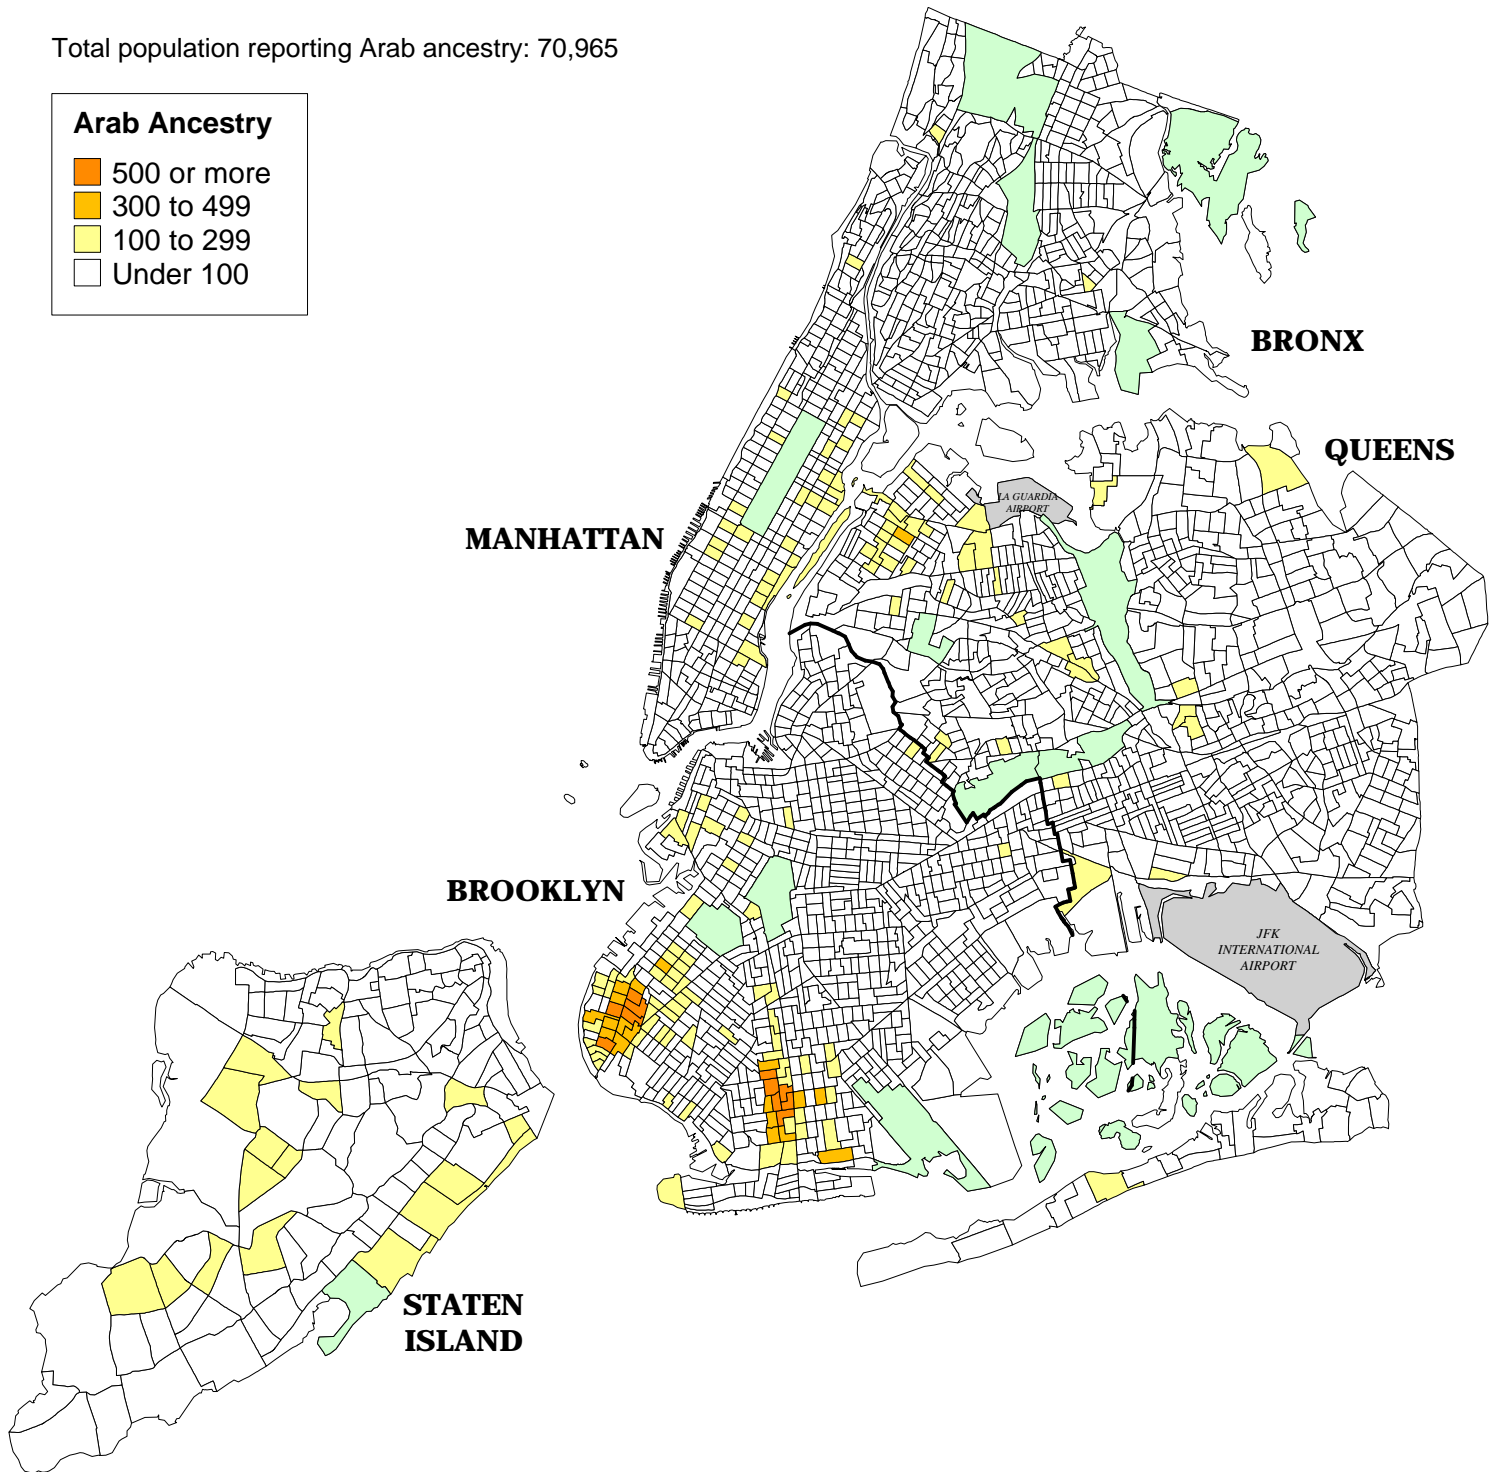 Total population reporting Arab ancestry: 70,965
Arab Ancestry
500 or more
300 to 499
100 to 299
Under 100
BRONX
QUEENS
LA GUARDIA
AIRPORT
MANHATTAN
BROOKLYN
JFK
INTERNATIONAL
AIRPORT
STATEN
ISLAND